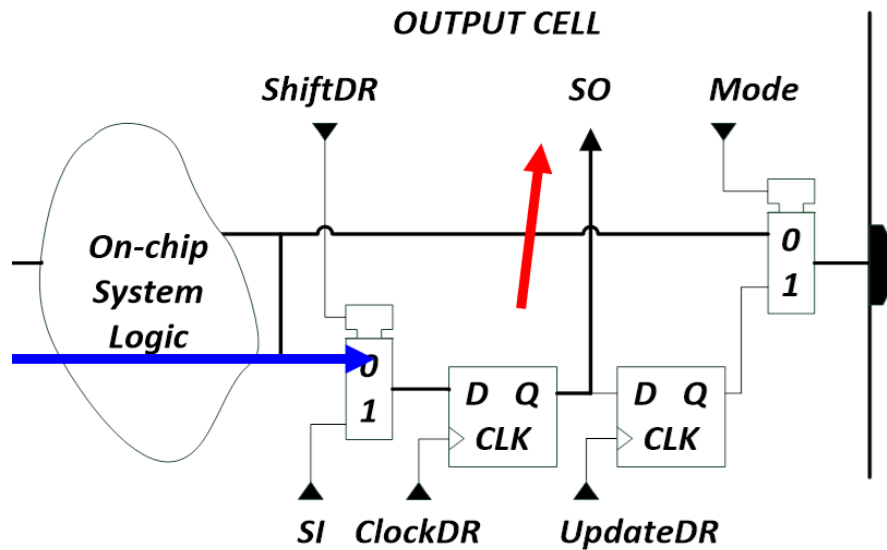 OUTPUT CELL
ShiftDR
SO
Mode
On-chip
System
Logic
0
1
0
1
D Q
CLK
D Q
CLK
SI
ClockDR
UpdateDR